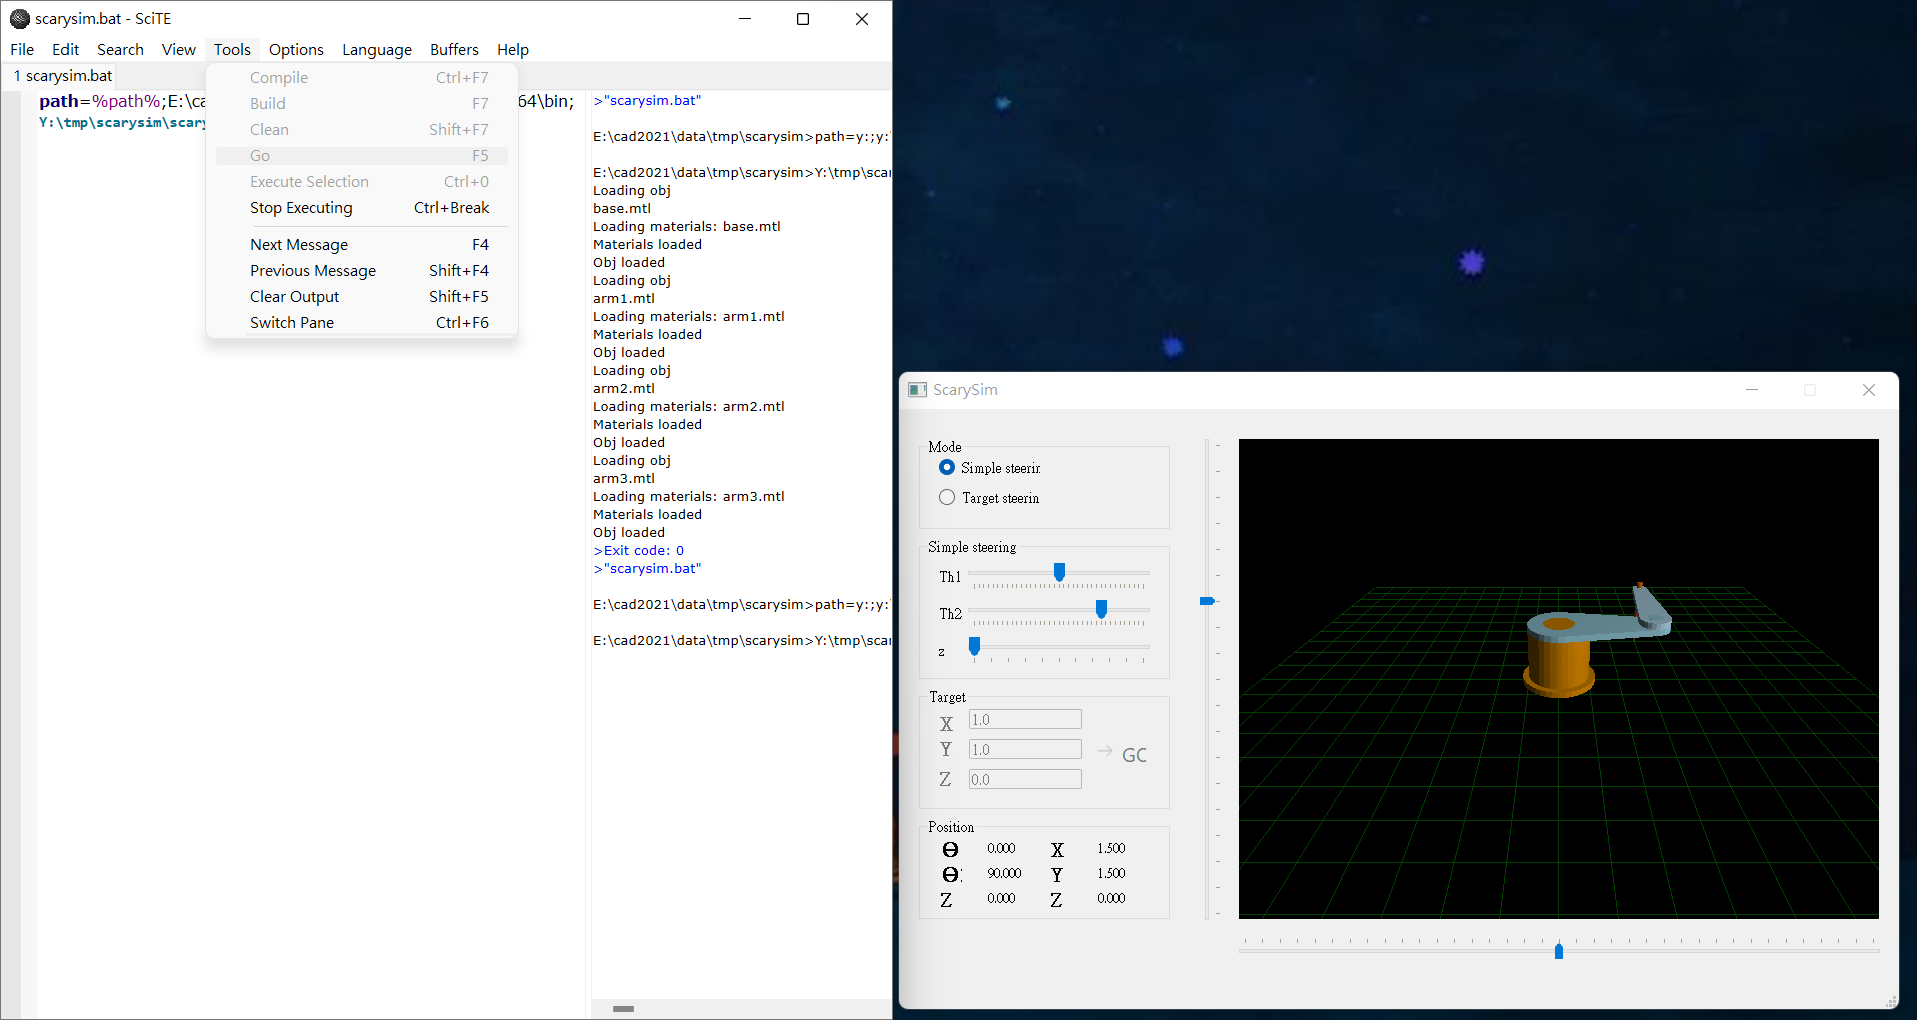 scarysim.bat - SciTE
File Edit Search View Tools Options Language Buffers Help
1 scarysim.bat
path=%path%;E:\ca
64\bin;
Y:\tmp\scarysim\scary
Compile Ctrl+F7
Build F7
Clean Shift+F7
Go F5
Execute Selection Ctrl+0
Stop Executing Ctrl+Break
Next Message F4
Previous Message Shift+F4
Clear Output Shift+F5
Switch Pane Ctrl+F6
>"scarysim.bat"
E:\cad2021\data\tmp\scarysim>path=y:;y:
E:\cad2021\data\tmp\scarysim>Y:\tmp\scar
Loading obj
base.mtl
Loading materials: base.mtl
Materials loaded
Obj loaded
Loading obj
arm1.mtl
Loading materials: arm1.mtl
Materials loaded
Obj loaded
Loading obj
arm2.mtl
Loading materials: arm2.mtl
Materials loaded
Obj loaded
Loading obj
arm3.mtl
Loading materials: arm3.mtl
Materials loaded
Obj loaded
>Exit code: 0
>"scarysim.bat"
E:\cad2021\data\tmp\scarysim>path=y:;y:
E:\cad2021\data\tmp\scarysim>Y:\tmp\scar
ScarySim
Mode
Simple steerin
Target steerin
Simple steering
Th1
Th2
z
Target
X 1.0
Y 1.0
Z 0.0
→ GO
Position
Θ 0.000 X 1.500
Θ 90.000 Y 1.500
Z 0.000 Z 0.000